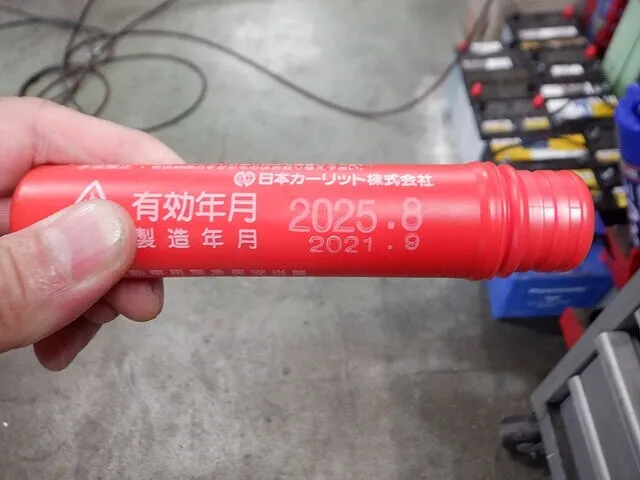 日本カーリット株式会社
有効年月 2025.8
製造年月 2021.9
Panasonic